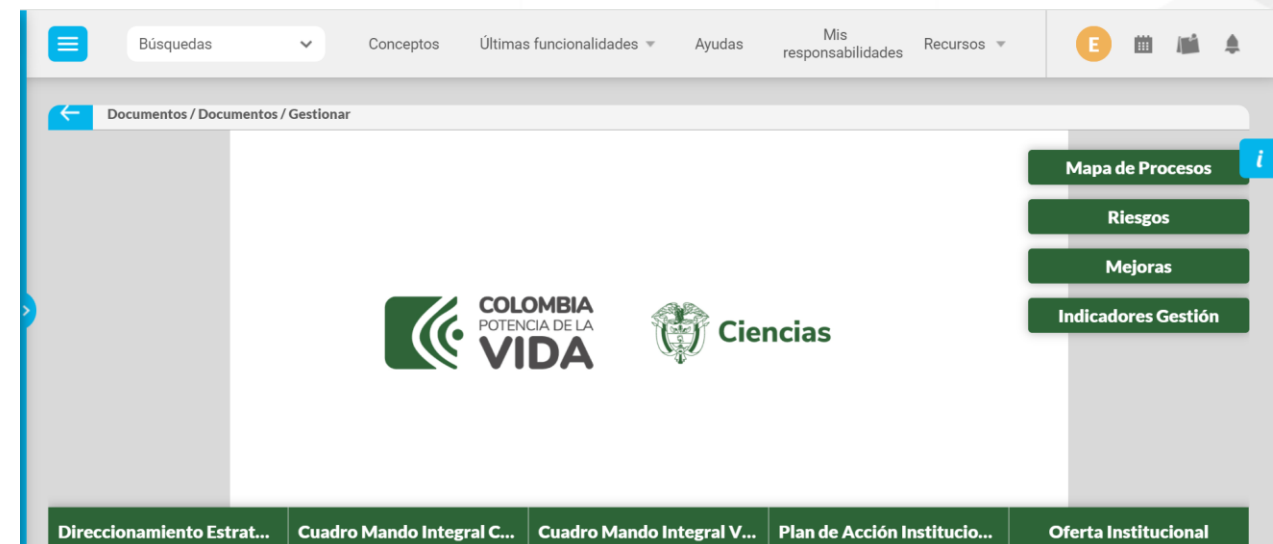 Búsquedas
Conceptos
Últimas funcionalidades
Ayudas
Mis
responsabilidades
Recursos
E
Documentos / Documentos / Gestionar
i
Mapa de Procesos
Riesgos
Mejoras
Indicadores Gestión
COLOMBIA
POTENCIA DE LA
VIDA
Ciencias
Direccionamiento Estrat...
Cuadro Mando Integral C...
Cuadro Mando Integral V...
Plan de Acción Institucio...
Oferta Institucional